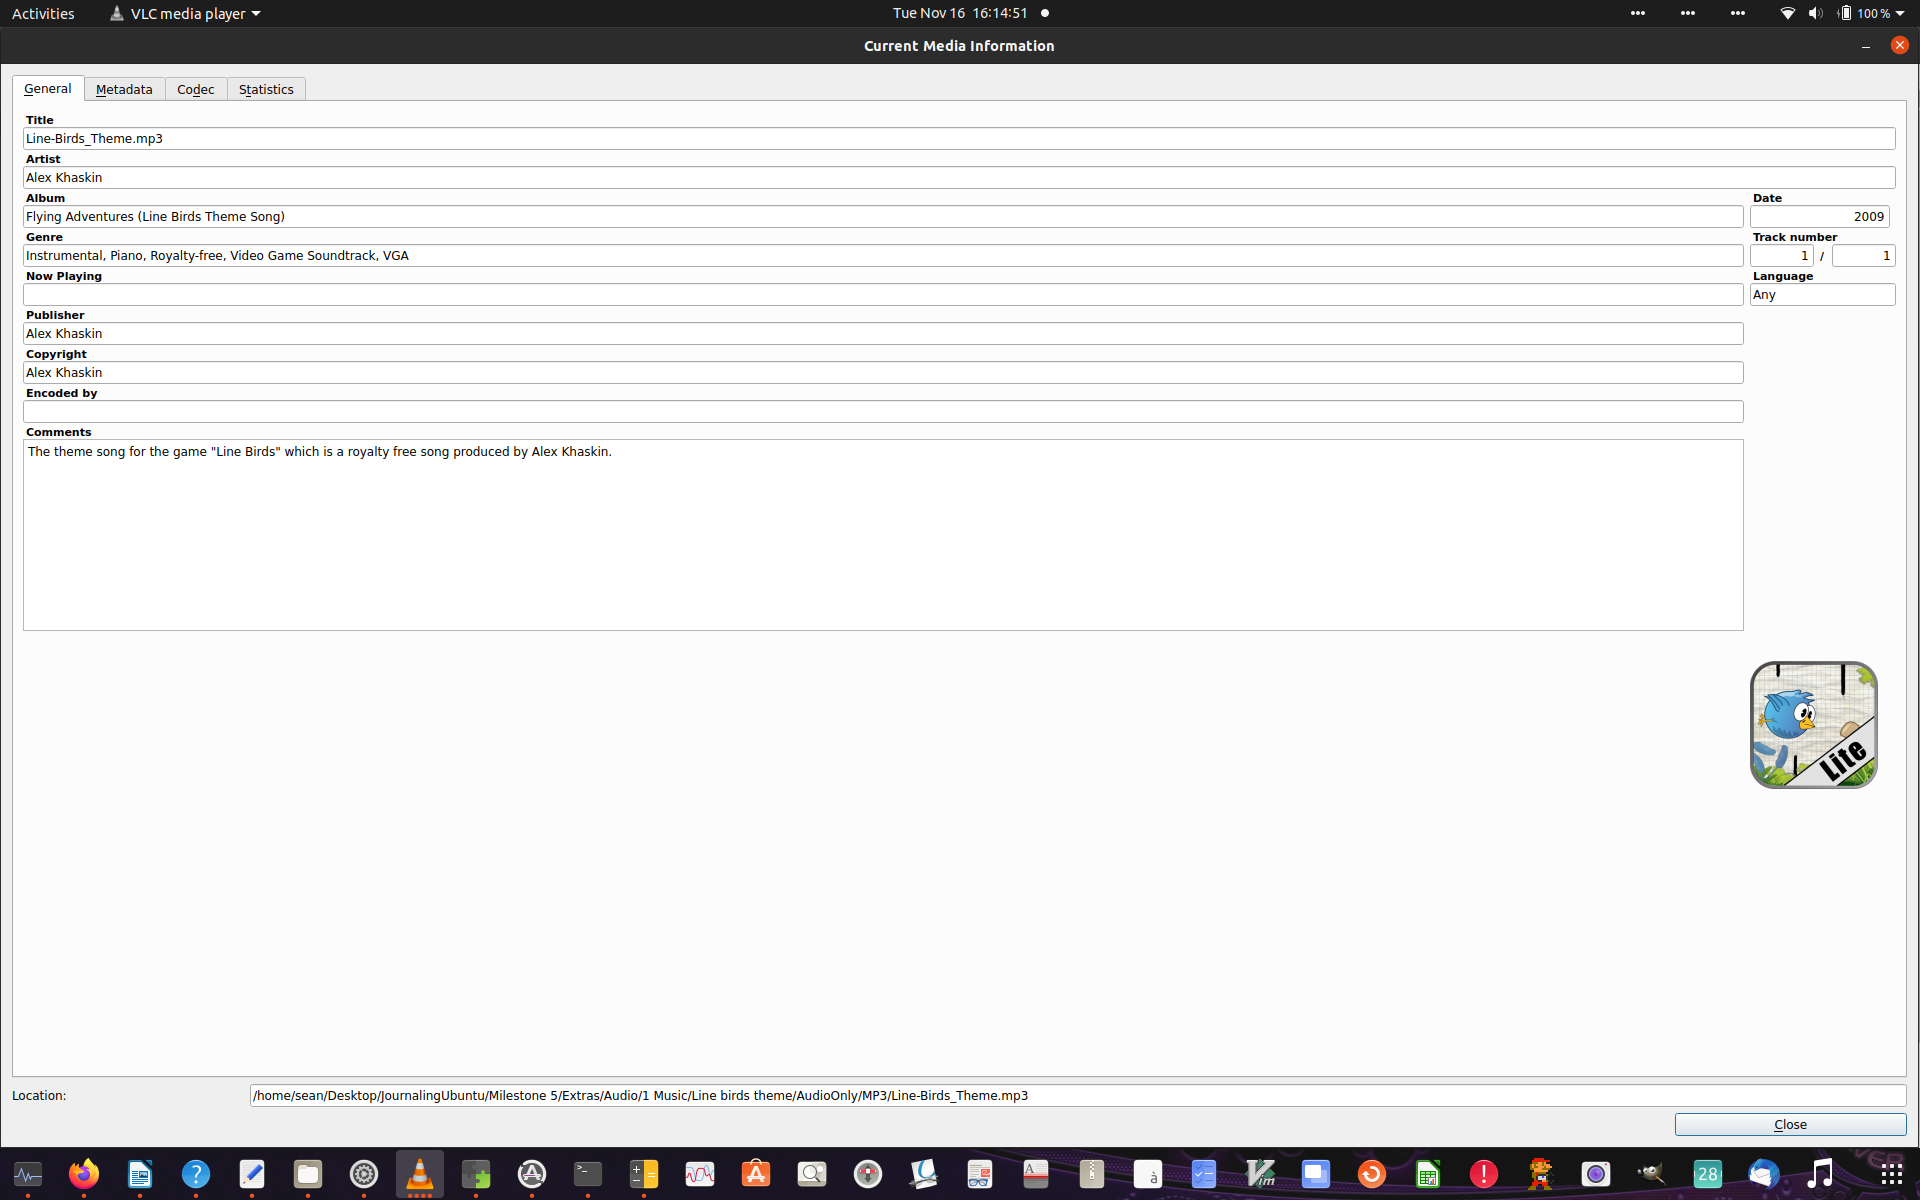 Activities
VLC media player
Tue Nov 16 16:14:51
100 %
Current Media Information
General
Metadata
Codec
Statistics
Title
Line-Birds_Theme.mp3
Artist
Alex Khaskin
Album
Date
Flying Adventures (Line Birds Theme Song)
2009
Genre
Track number
Instrumental, Piano, Royalty-free, Video Game Soundtrack, VGA
1 / 1
Now Playing
Language
Any
Publisher
Alex Khaskin
Copyright
Alex Khaskin
Encoded by
Comments
The theme song for the game "Line Birds" which is a royalty free song produced by Alex Khaskin.
Lite
Location:
/home/sean/Desktop/JournalingUbuntu/Milestone 5/Extras/Audio/1 Music/Line birds theme/AudioOnly/MP3/Line-Birds_Theme.mp3
Close
28